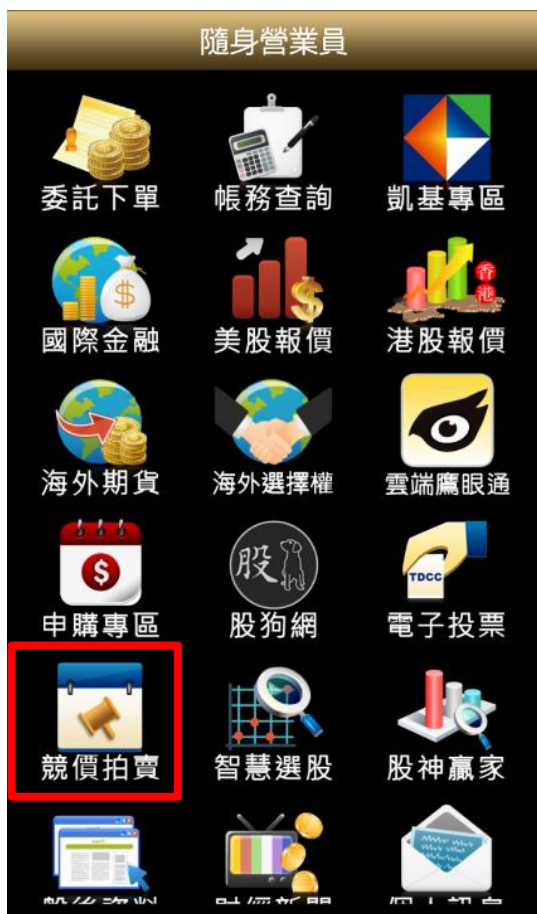 隨身營業員
委託下單
帳務查詢
凱基專區
$
香
港
$
國際金融
美股報價
港股報價
海外期貨
海外選擇權
雲端鷹眼通
$
股
TDCC
申購專區
股狗網
電子投票
競價拍賣
智慧選股
股神贏家